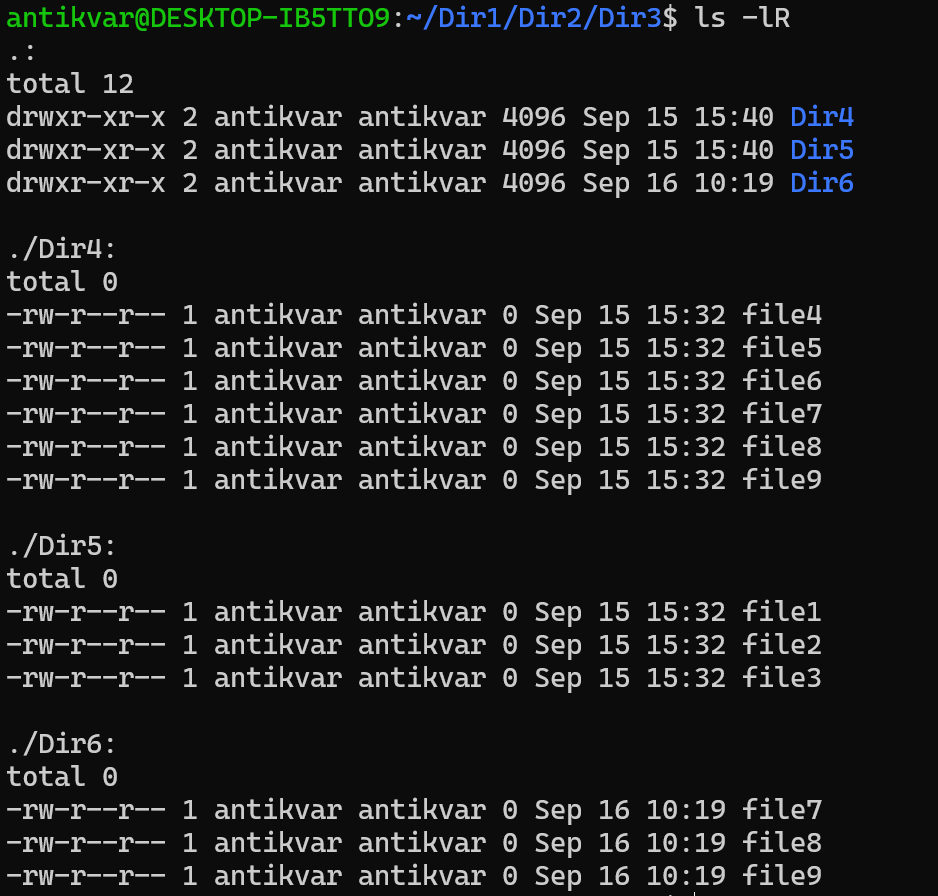 antikvar@DESKTOP-IB5TTO9:~/Dir1/Dir2/Dir3$ ls -lR
.:
total 12
drwxr-xr-x 2 antikvar antikvar 4096 Sep 15 15:40 Dir4
drwxr-xr-x 2 antikvar antikvar 4096 Sep 15 15:40 Dir5
drwxr-xr-x 2 antikvar antikvar 4096 Sep 16 10:19 Dir6

./Dir4:
total 0
-rw-r--r-- 1 antikvar antikvar 0 Sep 15 15:32 file4
-rw-r--r-- 1 antikvar antikvar 0 Sep 15 15:32 file5
-rw-r--r-- 1 antikvar antikvar 0 Sep 15 15:32 file6
-rw-r--r-- 1 antikvar antikvar 0 Sep 15 15:32 file7
-rw-r--r-- 1 antikvar antikvar 0 Sep 15 15:32 file8
-rw-r--r-- 1 antikvar antikvar 0 Sep 15 15:32 file9

./Dir5:
total 0
-rw-r--r-- 1 antikvar antikvar 0 Sep 15 15:32 file1
-rw-r--r-- 1 antikvar antikvar 0 Sep 15 15:32 file2
-rw-r--r-- 1 antikvar antikvar 0 Sep 15 15:32 file3

./Dir6:
total 0
-rw-r--r-- 1 antikvar antikvar 0 Sep 16 10:19 file7
-rw-r--r-- 1 antikvar antikvar 0 Sep 16 10:19 file8
-rw-r--r-- 1 antikvar antikvar 0 Sep 16 10:19 file9